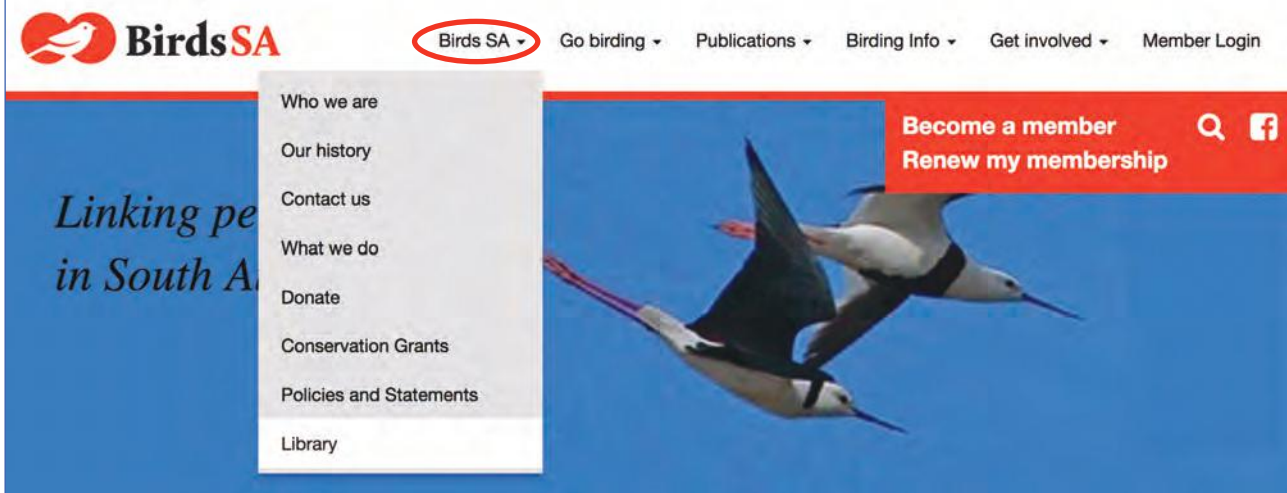 BirdsSA
Birds SA Go birding Publications Birding Info Get involved Member Login
Who we are
Our history
Contact us
What we do
Donate
Conservation Grants
Policies and Statements
Library
Become a member
Renew my membership
Linking
in South